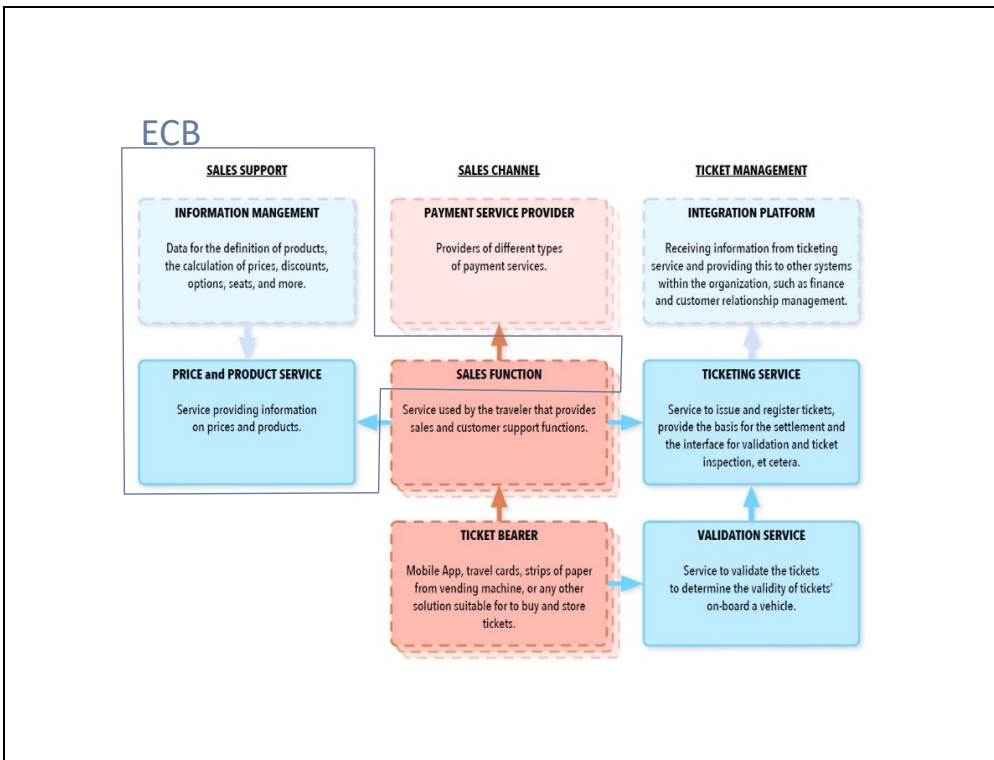 ECB
SALES SUPPORT
SALES CHANNEL
TICKET MANAGEMENT
INFORMATION MANGEMENT
Data for the definition of products,
the calculation of prices, discounts,
options, seats, and more.
PAYMENT SERVICE PROVIDER
Providers of different types
of payment services.
INTEGRATION PLATFORM
Receiving information from ticketing
service and providing this to other systems
within the organization, such as finance
and customer relationship management.
PRICE and PRODUCT SERVICE
Service providing information
on prices and products.
SALES FUNCTION
Service used by the traveler that provides
sales and customer support functions.
TICKETING SERVICE
Service to issue and register tickets,
provide the basis for the settlement and
the interface for validation and ticket
inspection, et cetera.
TICKET BEARER
Mobile App, travel cards, strips of paper
from vending machine, or any other
solution suitable for to buy and store
tickets.
VALIDATION SERVICE
Service to validate the tickets
to determine the validity of tickets'
on-board a vehicle.